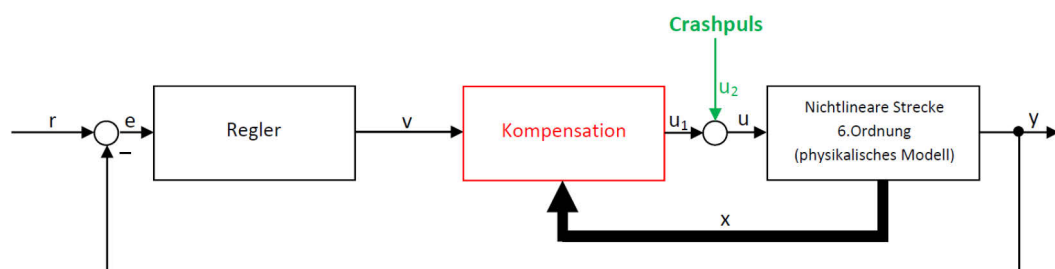 Crashpuls
u2
r
e
–
Regler
v
Kompensation
u1
u
Nichtlineare Strecke
6.Ordnung
(physikalisches Modell)
y
x